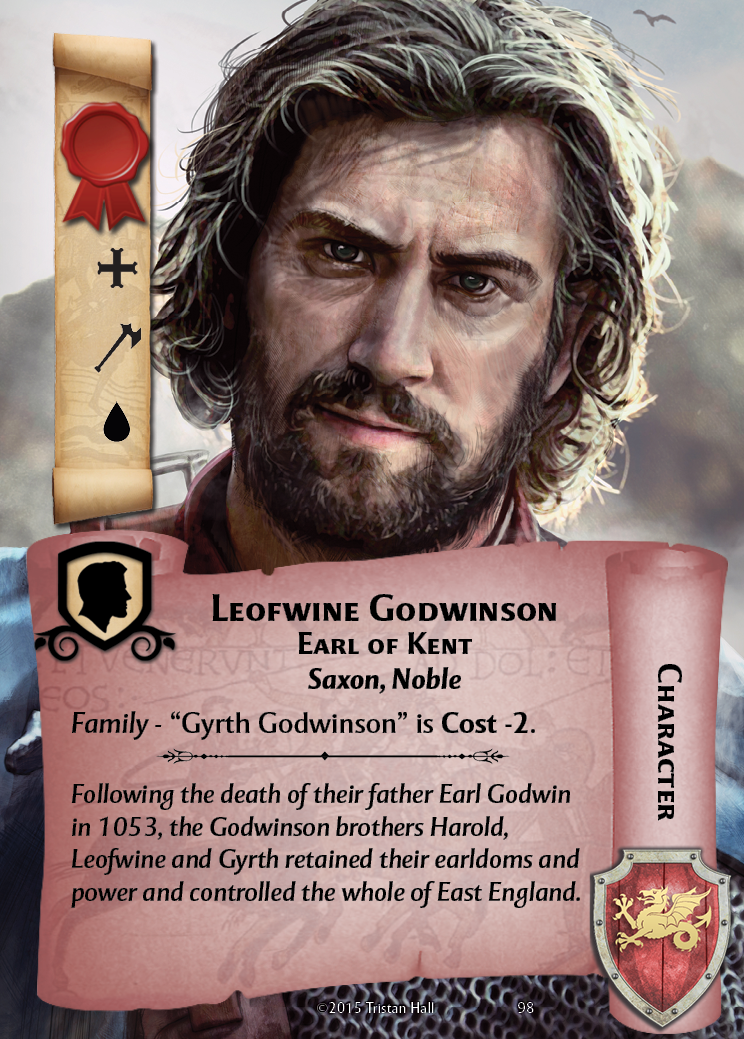 LEOFWINE GODWINSON
EARL OF KENT
Saxon, Noble
Family - “Gyrth Godwinson” is Cost -2.
Following the death of their father Earl Godwin
in 1053, the Godwinson brothers Harold,
Leofwine and Gyrth retained their earldoms and
power and controlled the whole of East England.
CHARACTER
©2015 Tristan Hall
98